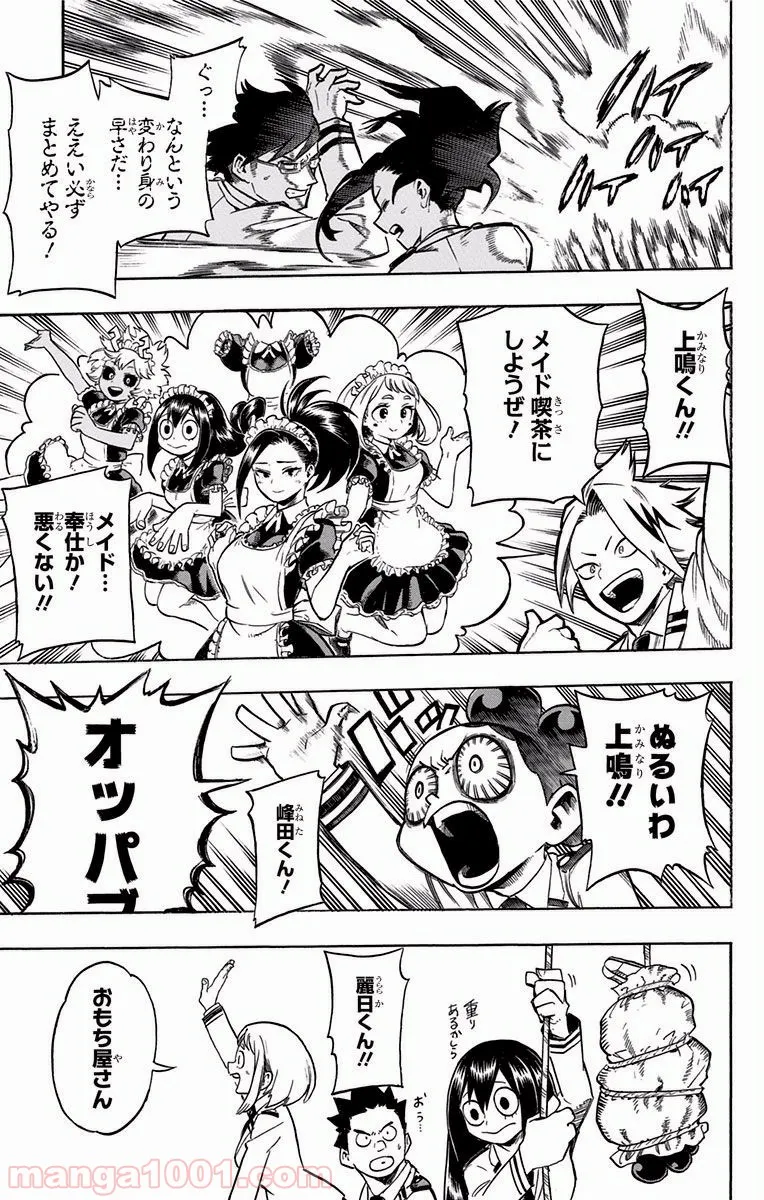 ハイ
ハイ
ハイ
ハイ
ぐっ…
なんという
変わり身の
早さだ…
ええい必ず
まとめてやる!
上鳴くん!!
メイド喫茶に
しようぜ!
メイド…
奉仕か!
悪くない!!
ぬるいわ
上鳴!!
バッ
峰田くん!
オッパブ
麗日くん!!
重り
あるかしら
おう…
おもち屋さん
manga1001.com